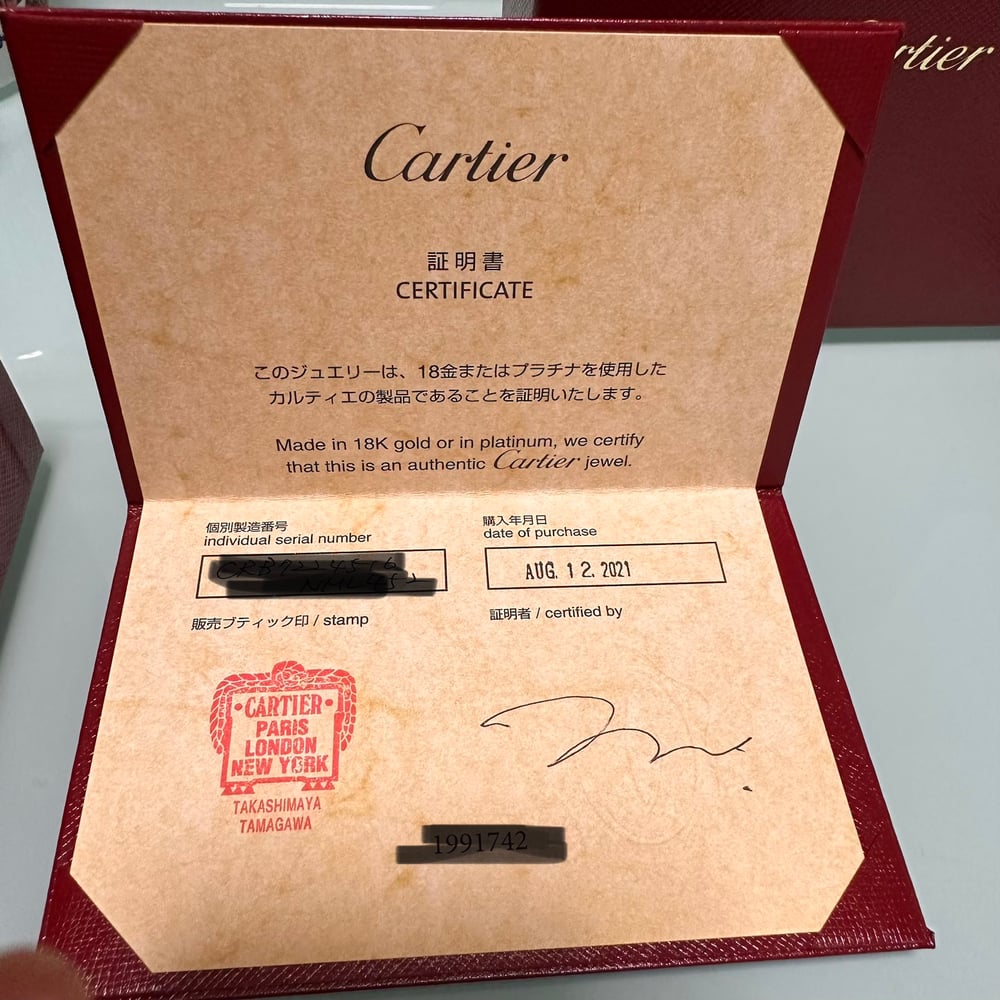 rtier
Cartier
証明書
CERTIFICATE
このジュエリーは、18金またはプラチナを使用した
カルティエの製品であることを証明いたします。
Made in 18K gold or in platinum, we certify
that this is an authentic Cartier jewel.
個別製造番号
individual serial number
購入年月日
date of purchase
AUG. 12. 2021
販売ブティック印 / stamp
証明者 / certified by
•CARTIER•
PARIS
LONDON
NEW YORK
TAKASHIMAYA
TAMAGAWA
1991742